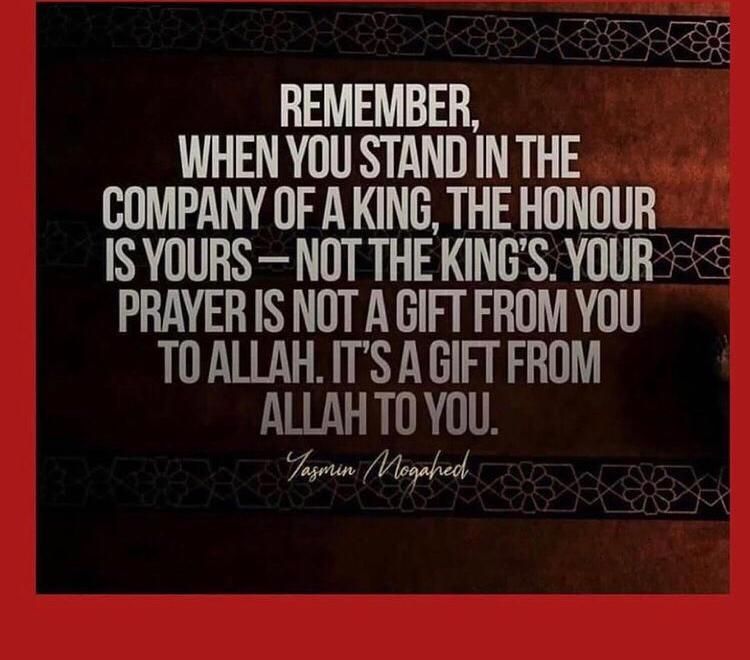 REMEMBER,
WHEN YOU STAND IN THE
COMPANY OF A KING, THE HONOUR
IS YOURS — NOT THE KING'S. YOUR
PRAYER IS NOT A GIFT FROM YOU
TO ALLAH. IT'S A GIFT FROM
ALLAH TO YOU.
Yasmin Mogahed